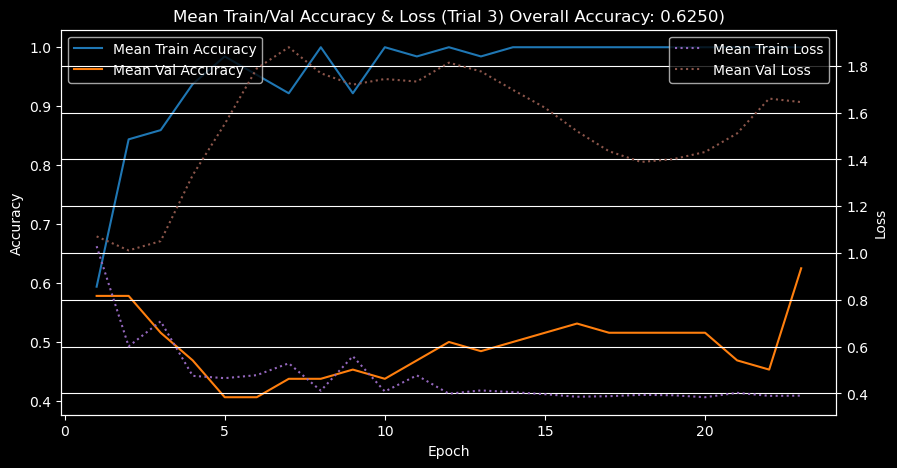 Mean Train/Val Accuracy & Loss (Trial 3) Overall Accuracy: 0.6250)
Mean Train Accuracy
Mean Val Accuracy
Mean Train Loss
Mean Val Loss
Accuracy
1.0
0.9
0.8
0.7
0.6
0.5
0.4
1.8
1.6
1.4
1.2
1.0
0.8
0.6
0.4
Loss
0
5
10
15
20
Epoch